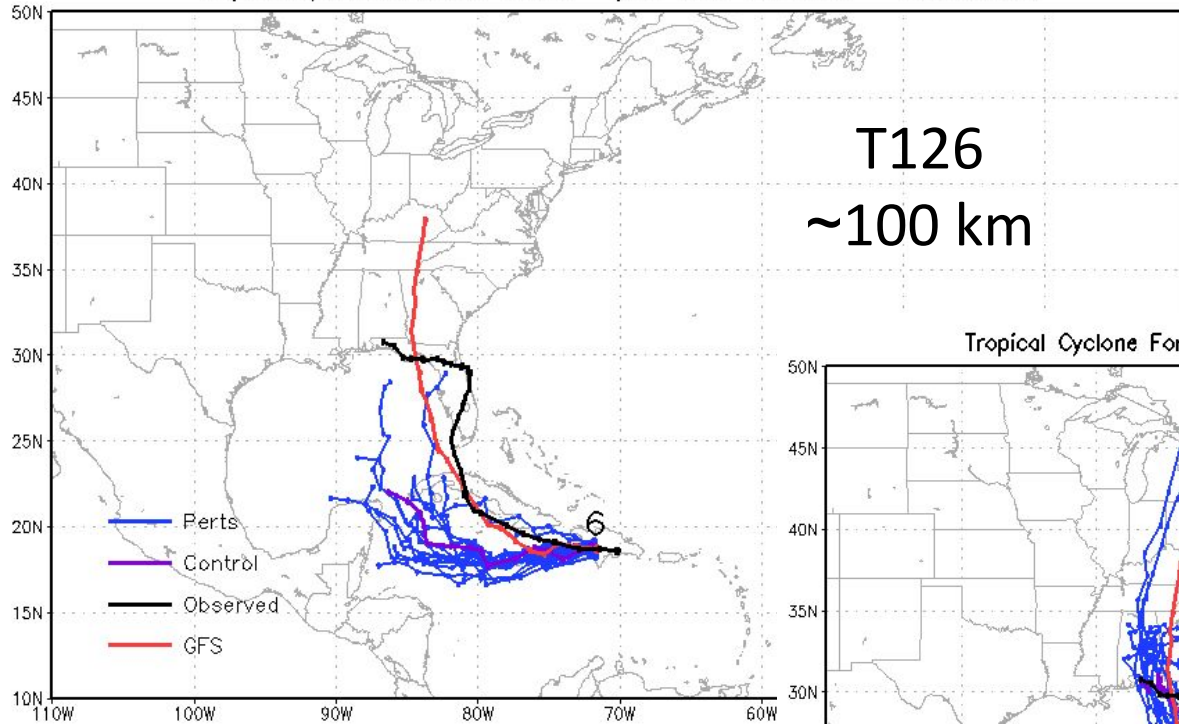 50N
45N
40N
35N
30N
25N
20N
15N
10N
110W
100W
90W
80W
70W
60W
Perts
Control
Observed
GFS
6
T126
~100 km
Tropical Cyclone For
50N
45N
40N
35N
30N